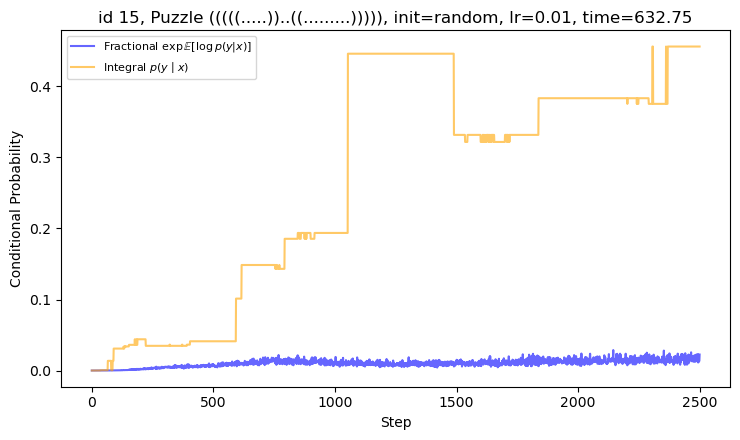 id 15, Puzzle (((((.....))..((.........))))), init=random, lr=0.01, time=632.75
Fractional exp 𝔼[log p(y|x)]
Integral p(y | x)
Conditional Probability
0.4
0.3
0.2
0.1
0.0
0 500 1000 1500 2000 2500
Step